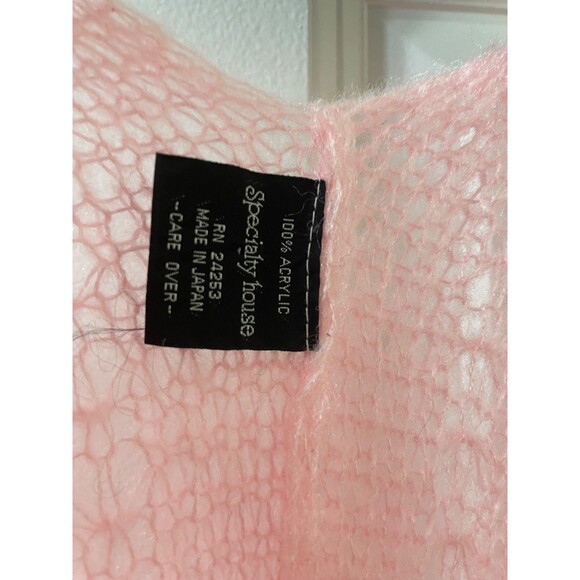 100% ACRYLIC
Specialty house
RN 24253
MADE IN JAPAN
--CARE OVER--